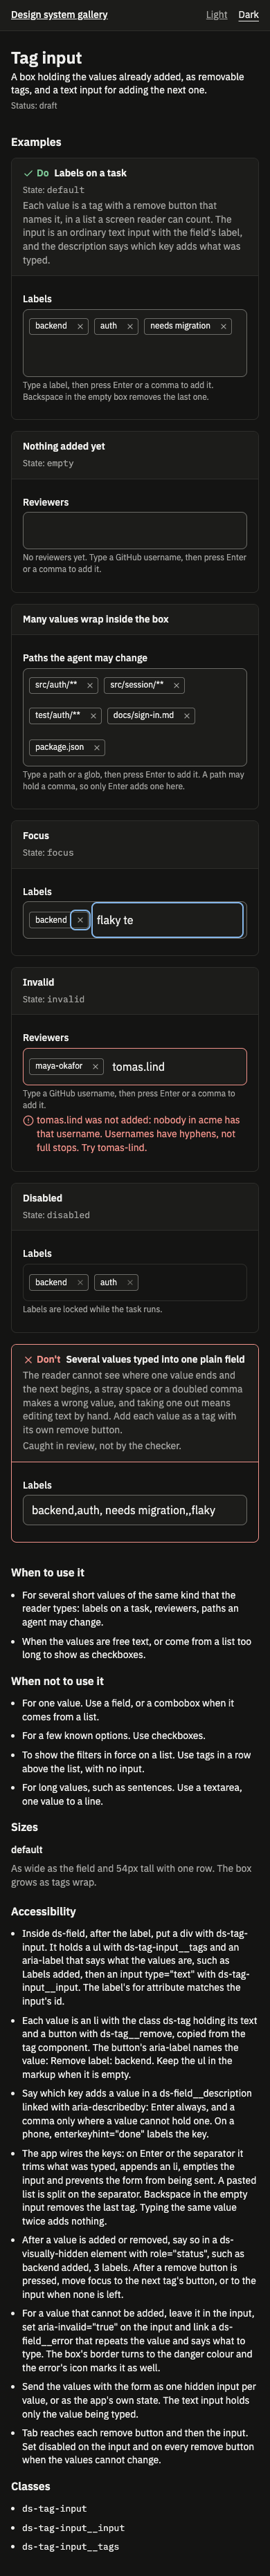 Design system gallery
Light Dark
Tag input
A box holding the values already added, as removable
tags, and a text input for adding the next one.
Status: draft
Examples
Do Labels on a task
State: default
Each value is a tag with a remove button that
names it, in a list a screen reader can count. The
input is an ordinary text input with the field's label,
and the description says which key adds what was
typed.
Labels
backend × auth × needs migration ×
Type a label, then press Enter or a comma to add it.
Backspace in the empty box removes the last one.
Nothing added yet
State: empty
Reviewers
No reviewers yet. Type a GitHub username, then press Enter
or a comma to add it.
Many values wrap inside the box
Paths the agent may change
src/auth/** × src/session/** ×
test/auth/** × docs/sign-in.md ×
package.json ×
Type a path or a glob, then press Enter to add it. A path may
hold a comma, so only Enter adds one here.
Focus
State: focus
Labels
backend × flaky te
Invalid
State: invalid
Reviewers
maya-okafor × tomas.lind
Type a GitHub username, then press Enter or a comma to
add it.
tomas.lind was not added: nobody in acme has
that username. Usernames have hyphens, not
full stops. Try tomas-lind.
Disabled
State: disabled
Labels
backend × auth ×
Labels are locked while the task runs.
Don't Several values typed into one plain field
The reader cannot see where one value ends and
the next begins, a stray space or a doubled comma
makes a wrong value, and taking one out means
editing text by hand. Add each value as a tag with
its own remove button.
Caught in review, not by the checker.
Labels
backend,auth, needs migration,,flaky
When to use it
• For several short values of the same kind that the
reader types: labels on a task, reviewers, paths an
agent may change.
• When the values are free text, or come from a list too
long to show as checkboxes.
When not to use it
• For one value. Use a field, or a combobox when it
comes from a list.
• For a few known options. Use checkboxes.
• To show the filters in force on a list. Use tags in a row
above the list, with no input.
• For long values, such as sentences. Use a textarea,
one value to a line.
Sizes
default
As wide as the field and 54px tall with one row. The box
grows as tags wrap.
Accessibility
• Inside ds-field, after the label, put a div with ds-tag-
input. It holds a ul with ds-tag-input__tags and an
aria-label that says what the values are, such as
Labels added, then an input type="text" with ds-tag-
input__input. The label's for attribute matches the
input's id.
• Each value is an li with the class ds-tag holding its text
and a button with ds-tag__remove, copied from the
tag component. The button's aria-label names the
value: Remove label: backend. Keep the ul in the
markup when it is empty.
• Say which key adds a value in a ds-field__description
linked with aria-describedby: Enter always, and a
comma only where a value cannot hold one. On a
phone, enterkeyhint="done" labels the key.
• The app wires the keys: on Enter or the separator it
trims what was typed, appends an li, empties the
input and prevents the form from being sent. A pasted
list is split on the separator. Backspace in the empty
input removes the last tag. Typing the same value
twice adds nothing.
• After a value is added or removed, say so in a ds-
visually-hidden element with role="status", such as
backend added, 3 labels. After a remove button is
pressed, move focus to the next tag's button, or to the
input when none is left.
• For a value that cannot be added, leave it in the input,
set aria-invalid="true" on the input and link a ds-
field__error that repeats the value and says what to
type. The box's border turns to the danger colour and
the error's icon marks it as well.
• Send the values with the form as one hidden input per
value, or as the app's own state. The text input holds
only the value being typed.
• Tab reaches each remove button and then the input.
Set disabled on the input and on every remove button
when the values cannot change.
Classes
• ds-tag-input
• ds-tag-input__input
• ds-tag-input__tags